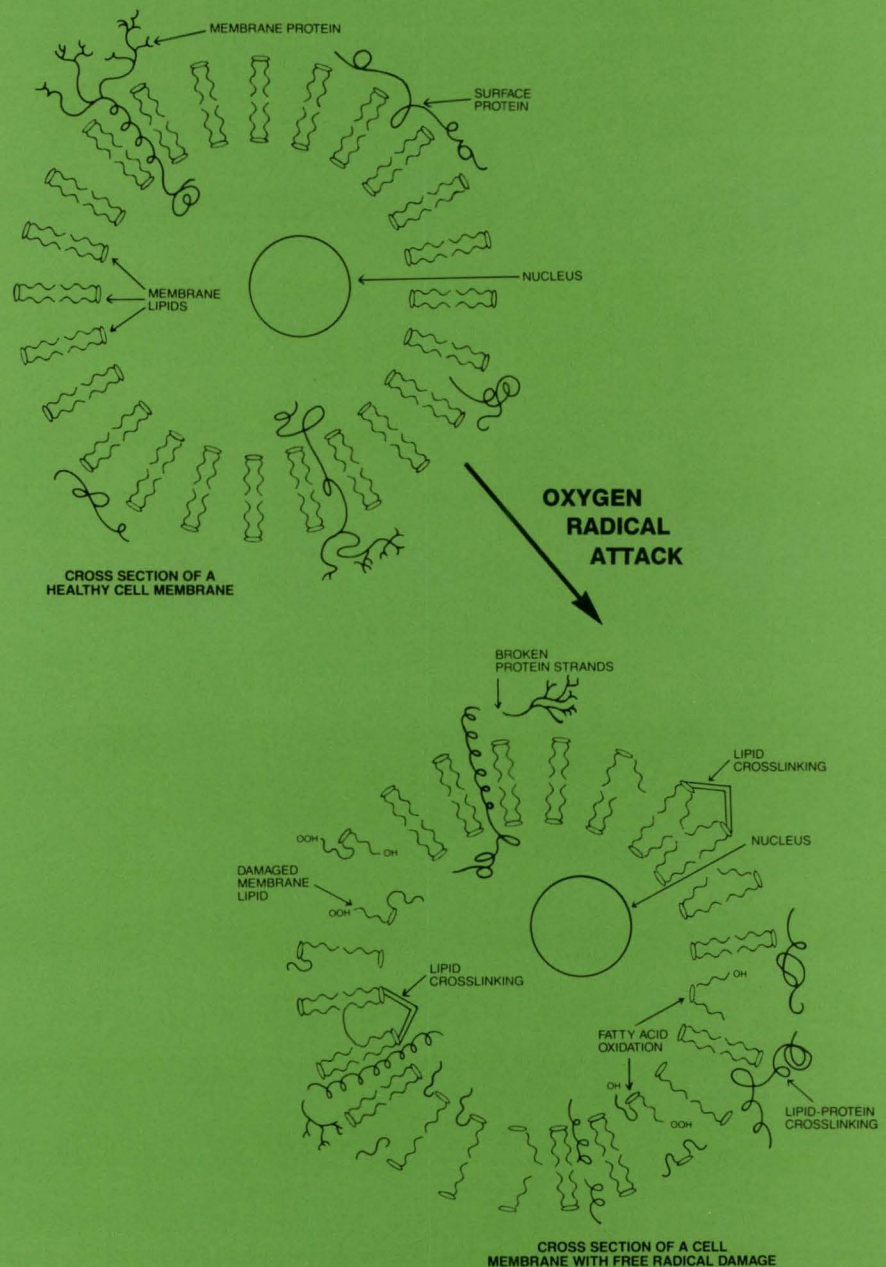 MEMBRANE PROTEIN
SURFACE
PROTEIN
NUCLEUS
MEMBRANE
LIPIDS
OXYGEN
RADICAL
ATTACK
CROSS SECTION OF A
HEALTHY CELL MEMBRANE
BROKEN
PROTEIN STRANDS
LIPID
CROSSLINKING
NUCLEUS
OOH
OH
DAMAGED
MEMBRANE
LIPID
OOH
LIPID
CROSSLINKING
OH
FATTY ACID
OXIDATION
OH
OOH
LIPID-PROTEIN
CROSSLINKING
CROSS SECTION OF A CELL
MEMBRANE WITH FREE RADICAL DAMAGE